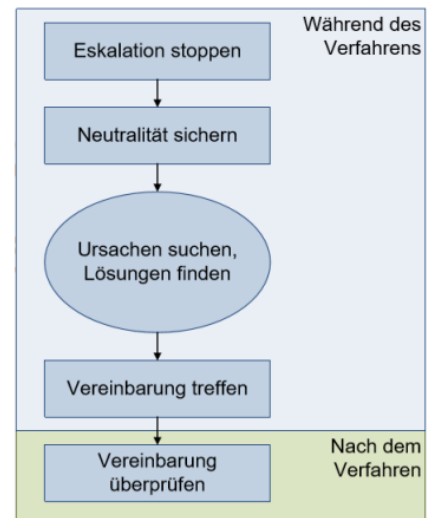 Während des
Verfahrens
Eskalation stoppen
Neutralität sichern
Ursachen suchen,
Lösungen finden
Vereinbarung treffen
Nach dem
Verfahren
Vereinbarung
überprüfen